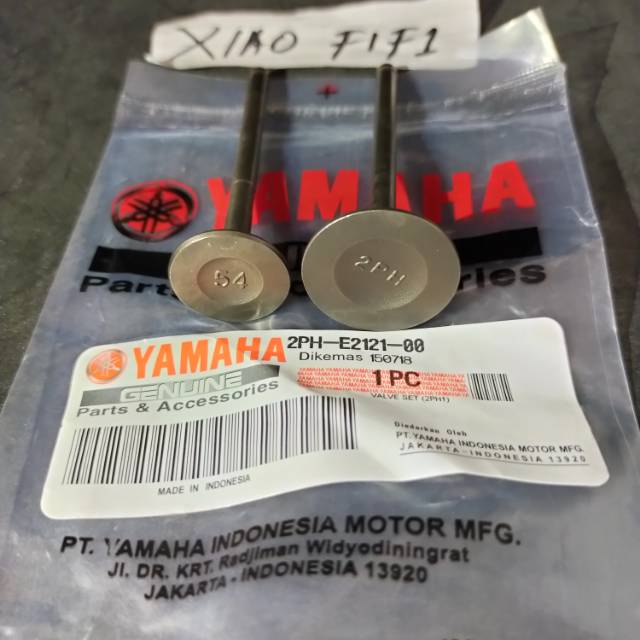 XIAO FIFI
YAMAHA
Parts & Accessories
54
2PH
YAMAHA
GENUINE
Parts & Accessories
2PH-E2121-00
Dikemas 150718
1 PC
VALVE SET (2PH1)
MADE IN INDONESIA
Diedarkan Oleh
PT. YAMAHA INDONESIA MOTOR MFG.
JAKARTA-INDONESIA 13920
PT. YAMAHA INDONESIA MOTOR MFG.
Jl. DR. KRT. Radjiman Widyodiningrat
JAKARTA - INDONESIA 13920